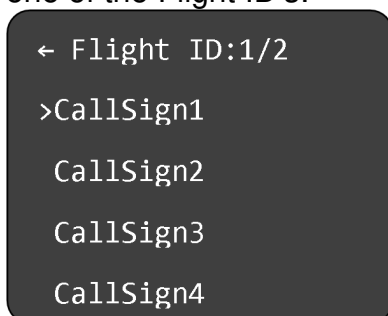 one of the Flight ID's.
← Flight ID:1/2
>CallSign1
CallSign2
CallSign3
CallSign4